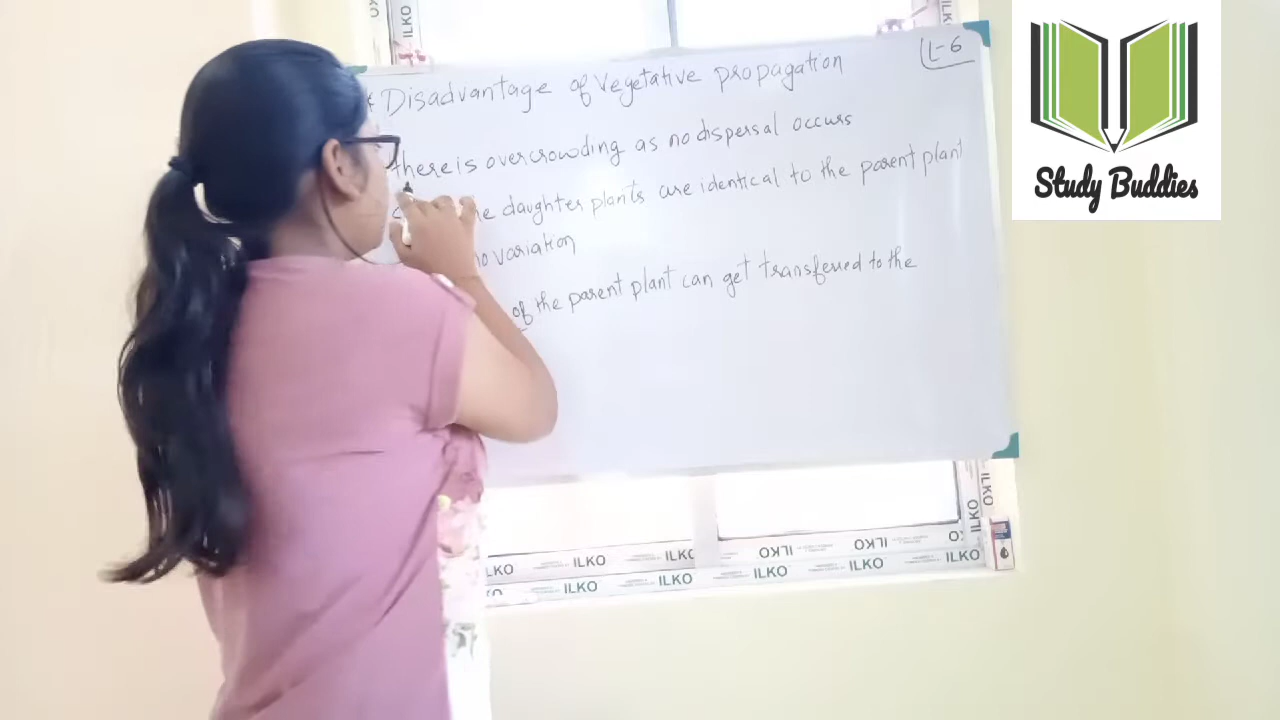 L-6
* Disadvantage of Vegetative propagation
there is overcrowding as no dispersal occurs
daughter plants are identical to the parent plant
no variation
of the parent plant can get transferred to the
Study Buddies
ILKO
ILKO
ILKO ILKO ILKO ILKO
ILKO ILKO ILKO ILKO ILKO
ILKO
ILKO